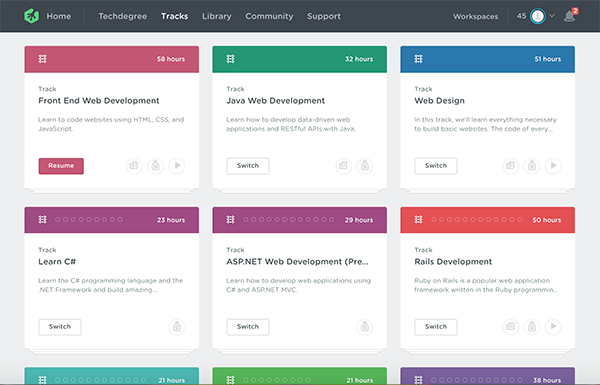 Home Techdegree Tracks Library Community Support Workspaces 45 2
58 hours
Track
Front End Web Development
Learn to code websites using HTML, CSS, and
JavaScript.
Resume
32 hours
Track
Java Web Development
Learn how to develop data-driven web
applications and RESTful APIs with Java.
Switch
51 hours
Track
Web Design
In this track, we'll learn everything necessary
to build basic websites. The code of every...
Switch
23 hours
Track
Learn C#
Learn the C# programming language and the
.NET Framework and build amazing...
Switch
29 hours
Track
ASP.NET Web Development (Pre...
Learn how to develop web applications using
C# and ASP.NET MVC.
Switch
50 hours
Track
Rails Development
Ruby on Rails is a popular web application
framework written in the Ruby programmin...
Switch
21 hours
21 hours
38 hours